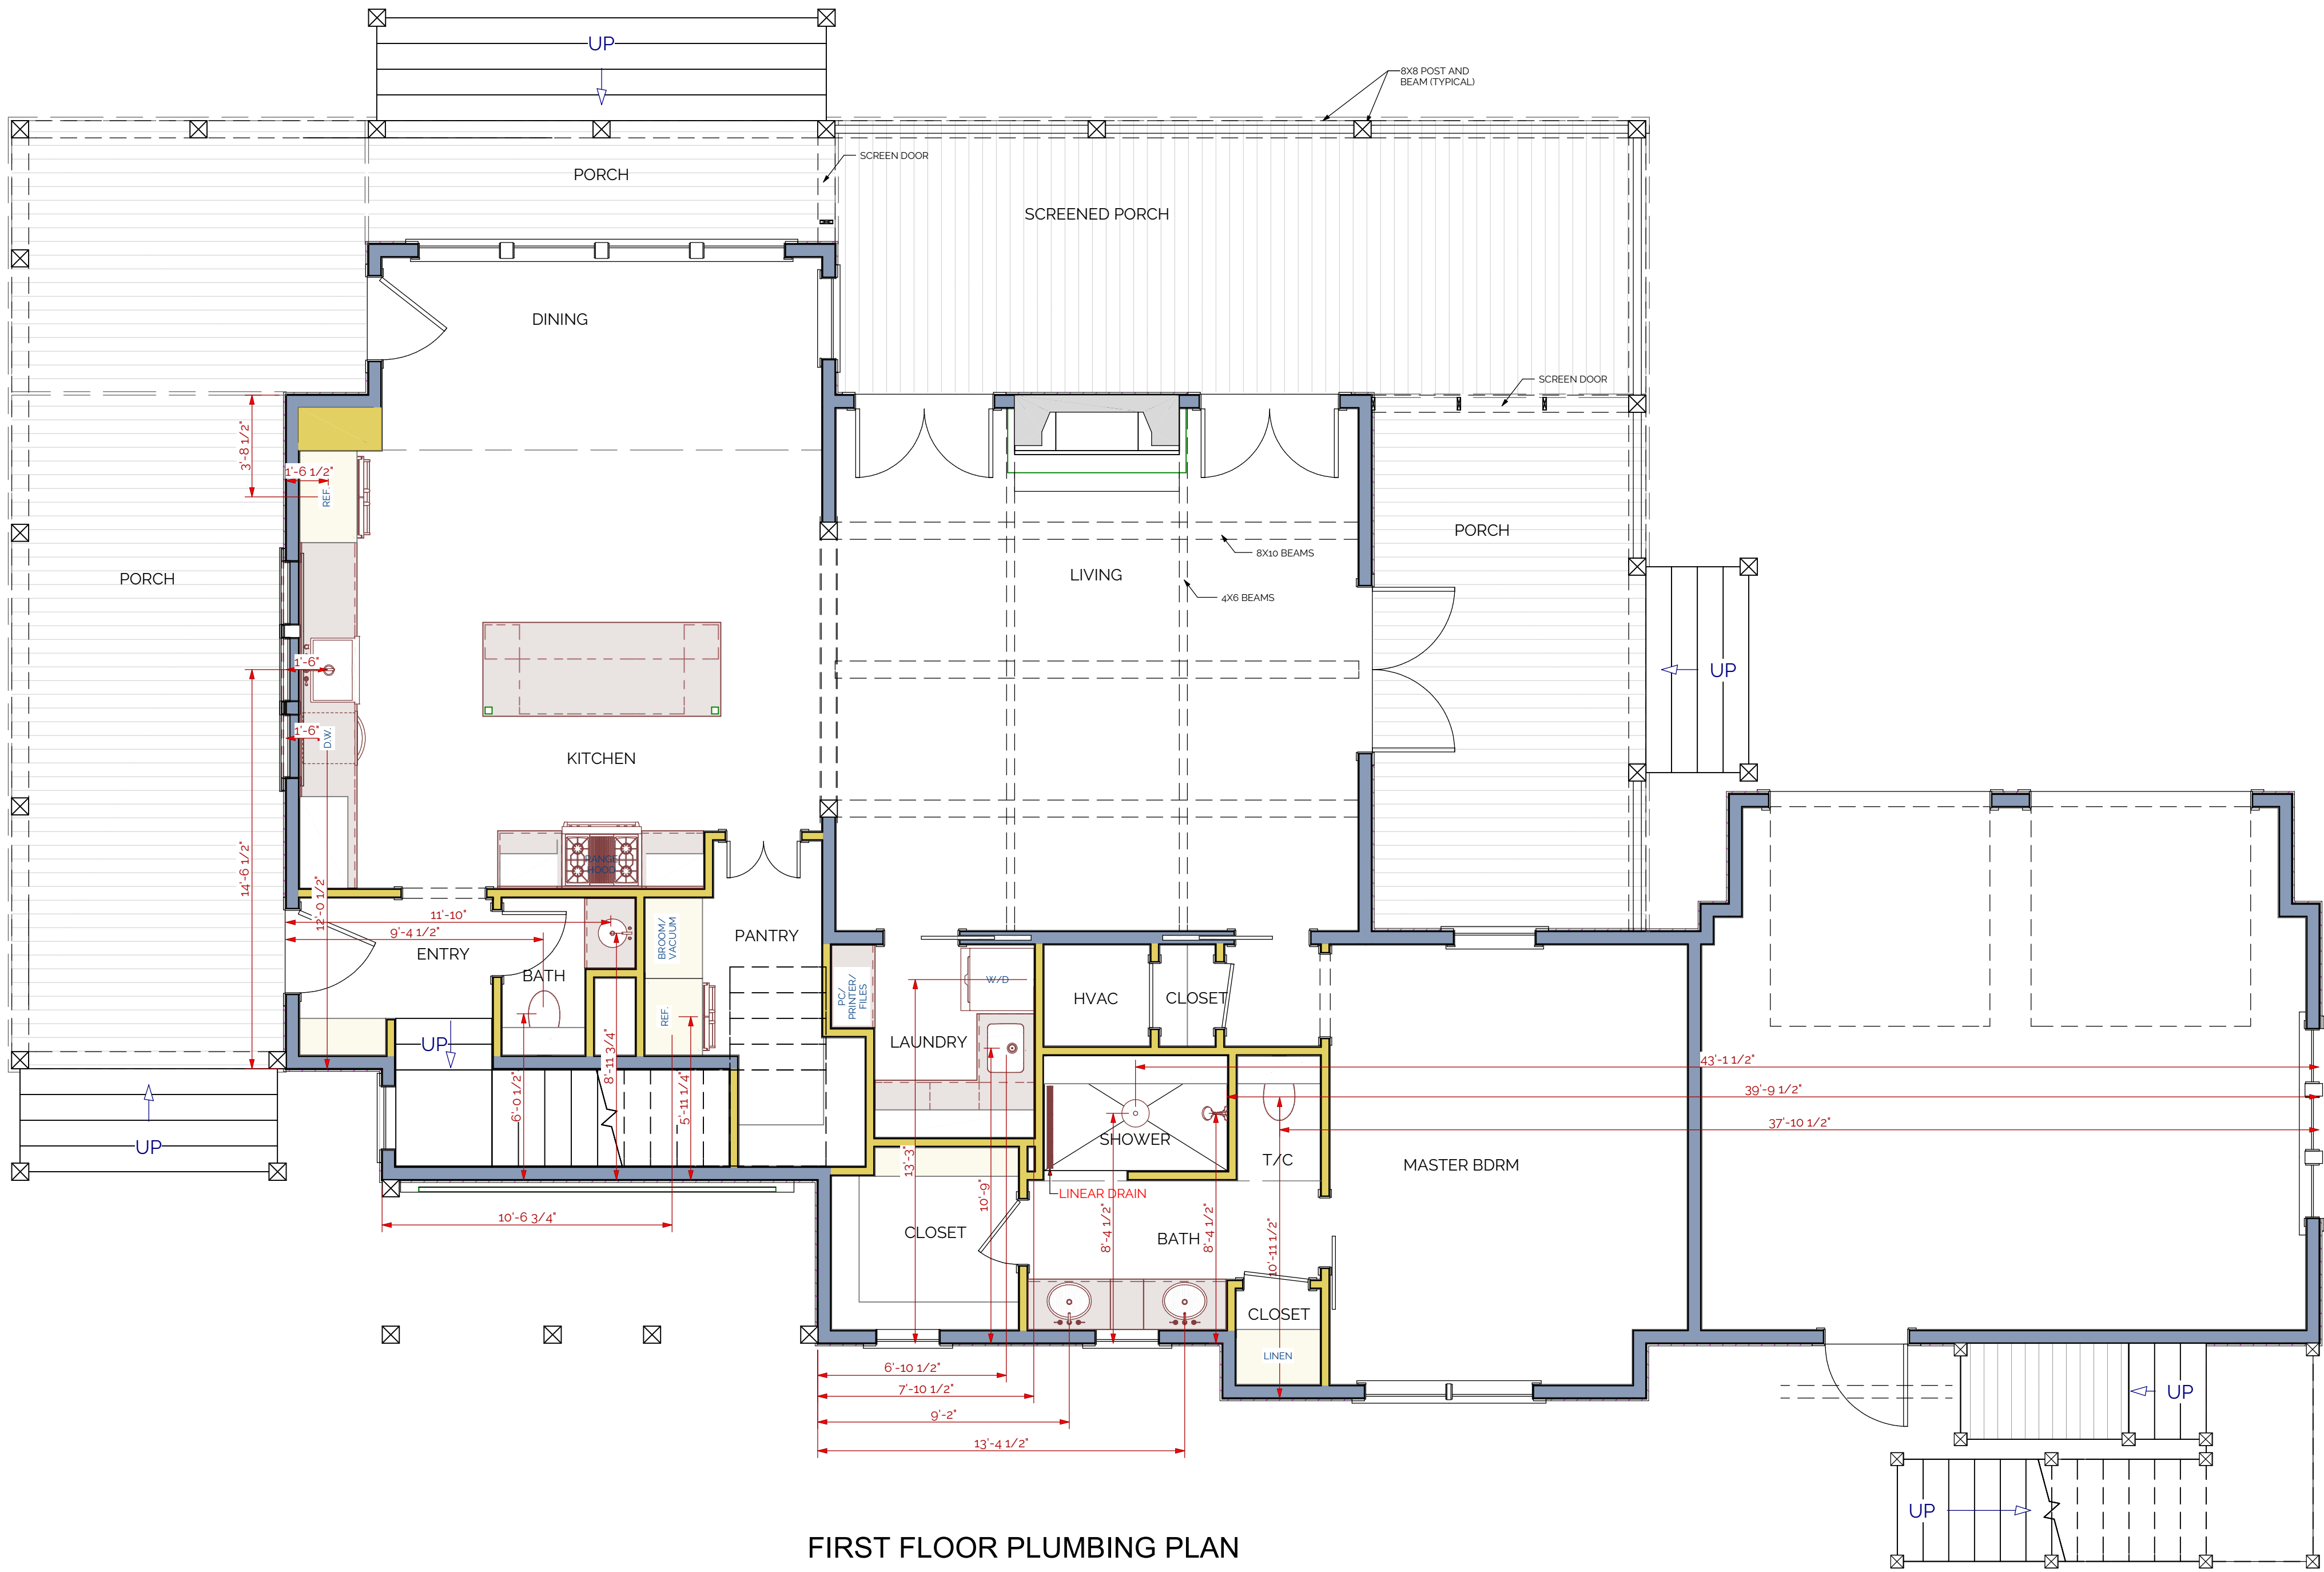 UP
8X8 POST AND
BEAM (TYPICAL)
SCREEN DOOR
PORCH
SCREENED PORCH
DINING
SCREEN DOOR
3'-8 1/2"
1'-6 1/2"
REF.
PORCH
8X10 BEAMS
LIVING
PORCH
4X6 BEAMS
1'-6"
UP
1'-6"
D.W.
KITCHEN
14'-6 1/2"
12'-0 1/2"
RANGE
HOOD
11'-10"
9'-4 1/2"
ENTRY
BATH
BROOM/
VACUUM
PANTRY
REF.
PC/
PRINTER/
FILES
W/D
HVAC
CLOSET
LAUNDRY
UP
8'-11 3/4"
6'-0 1/2"
5'-11 1/4"
43'-1 1/2"
39'-9 1/2"
37'-10 1/2"
UP
SHOWER
T/C
MASTER BDRM
13'-3"
10'-9"
LINEAR DRAIN
10'-6 3/4"
CLOSET
8'-4 1/2"
BATH
8'-4 1/2"
10'-11 1/2"
CLOSET
LINEN
6'-10 1/2"
7'-10 1/2"
9'-2"
13'-4 1/2"
UP
UP
FIRST FLOOR PLUMBING PLAN